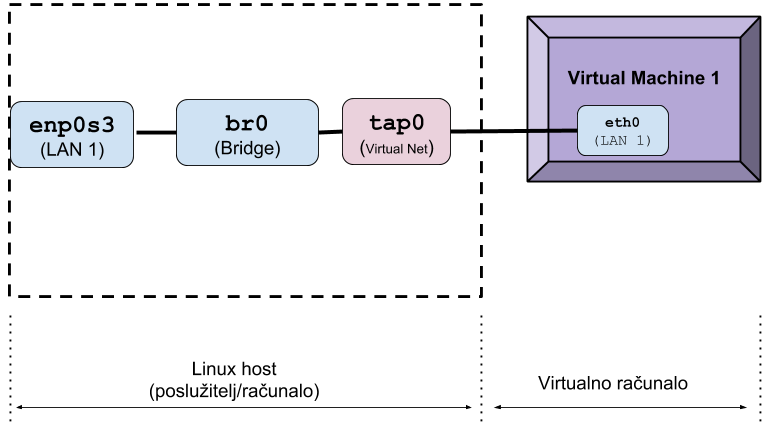 Virtual Machine 1
enp0s3
(LAN 1)
br0
(Bridge)
tap0
(Virtual Net)
eth0
(LAN 1)
Linux host
(poslužitelj/računalo)
Virtualno računalo